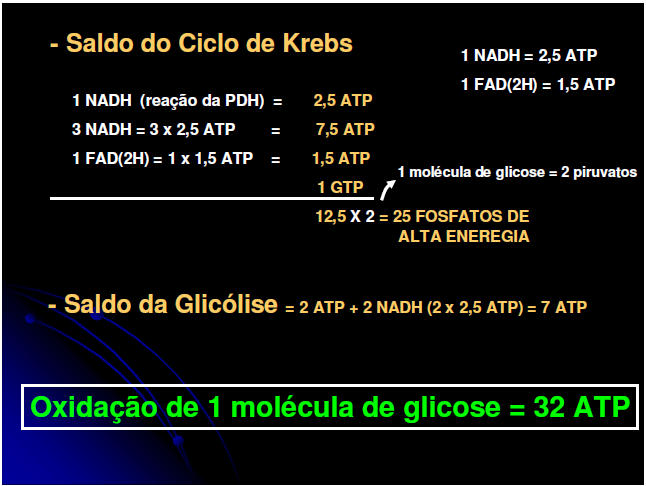 - Saldo do Ciclo de Krebs
1 NADH = 2,5 ATP
1 FAD(2H) = 1,5 ATP
1 NADH (reação da PDH) = 2,5 ATP
3 NADH = 3 x 2,5 ATP = 7,5 ATP
1 FAD(2H) = 1 x 1,5 ATP = 1,5 ATP
1 molécula de glicose = 2 piruvatos
1 GTP
12,5 X 2 = 25 FOSFATOS DE
ALTA ENEREGIA
- Saldo da Glicólise = 2 ATP + 2 NADH (2 x 2,5 ATP) = 7 ATP
Oxidação de 1 molécula de glicose = 32 ATP